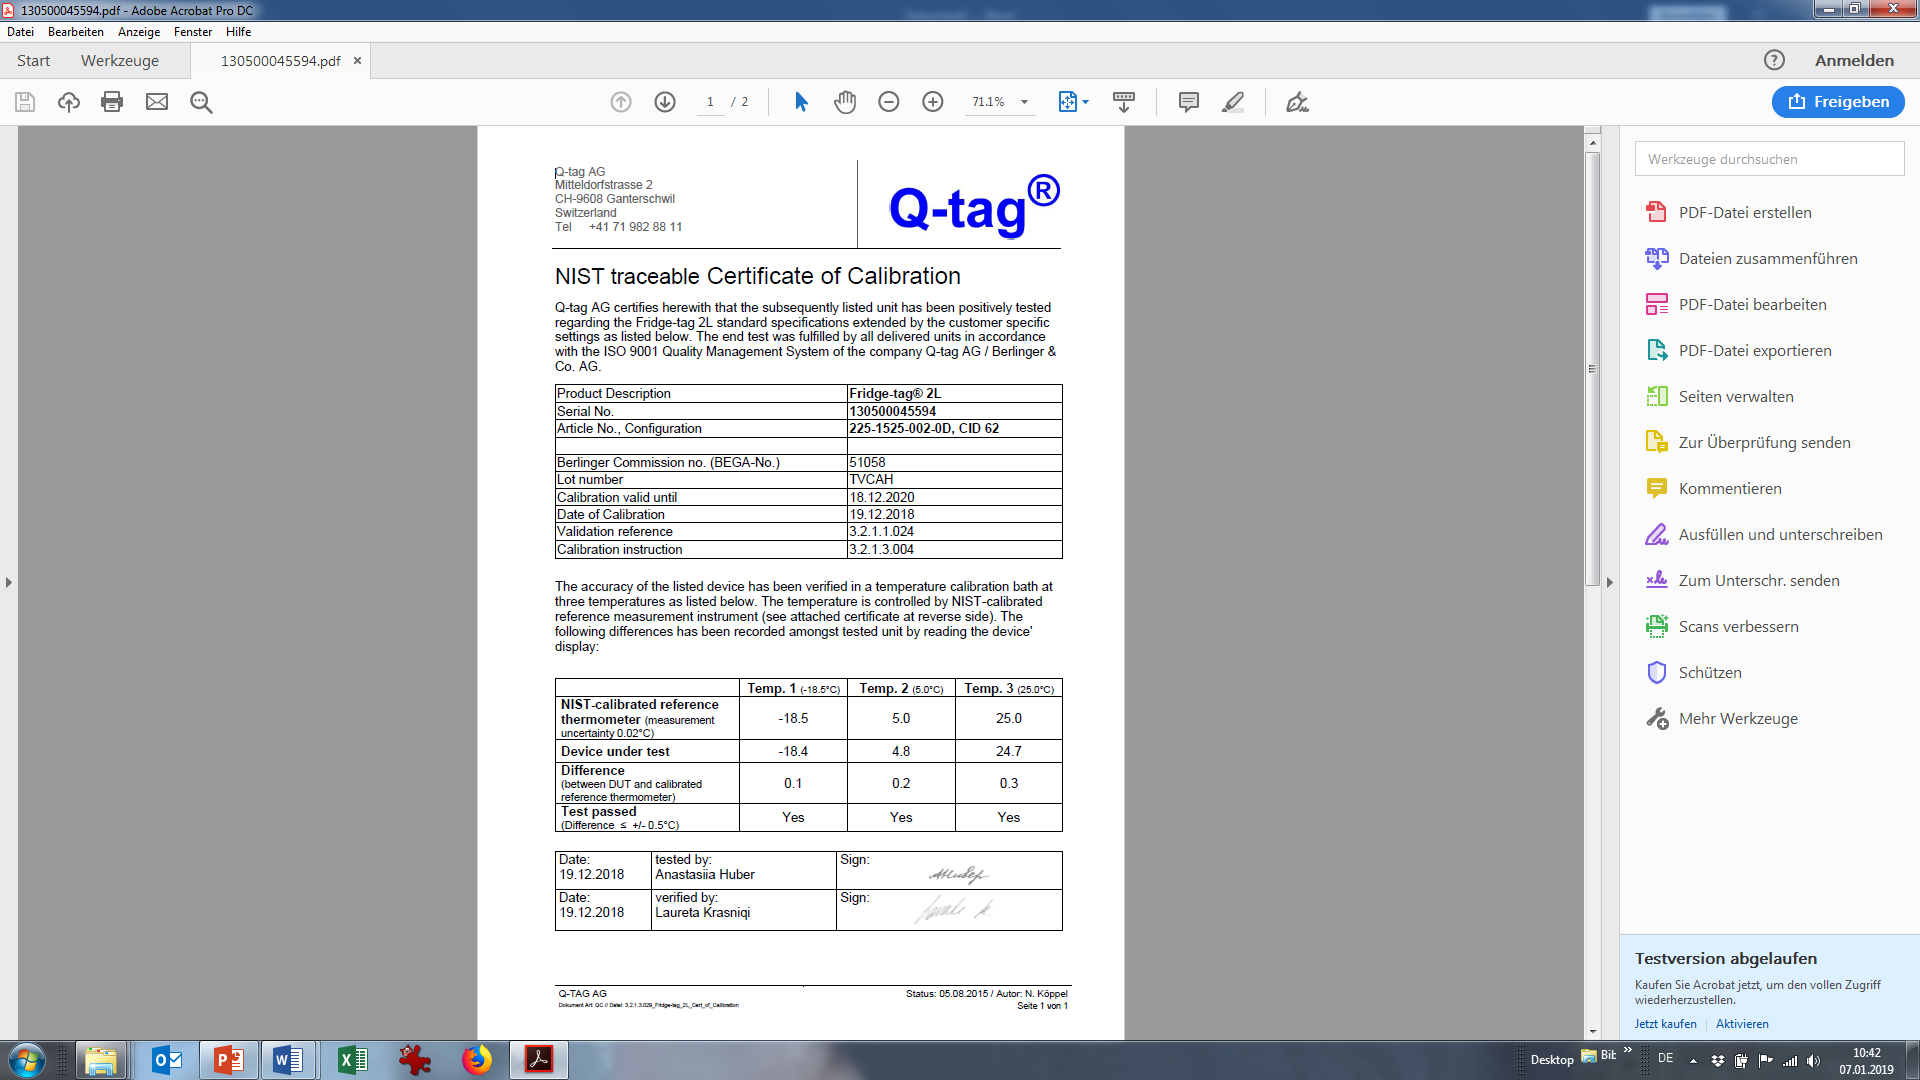 130500045594.pdf - Adobe Acrobat Pro DC
Datei Bearbeiten Anzeige Fenster Hilfe
Start Werkzeuge 130500045594.pdf × ? Anmelden
1 / 2 71.1% Freigeben
Q-tag AG
Mitteldorfstrasse 2
CH-9608 Ganterschwil
Switzerland
Tel +41 71 982 88 11
Q-tag®
NIST traceable Certificate of Calibration
Q-tag AG certifies herewith that the subsequently listed unit has been positively tested
regarding the Fridge-tag 2L standard specifications extended by the customer specific
settings as listed below. The end test was fulfilled by all delivered units in accordance
with the ISO 9001 Quality Management System of the company Q-tag AG / Berlinger &
Co. AG.
Product Description Fridge-tag® 2L
Serial No. 130500045594
Article No., Configuration 225-1525-002-0D, CID 62
Berlinger Commission no. (BEGA-No.) 51058
Lot number TVCAH
Calibration valid until 18.12.2020
Date of Calibration 19.12.2018
Validation reference 3.2.1.1.024
Calibration instruction 3.2.1.3.004
The accuracy of the listed device has been verified in a temperature calibration bath at
three temperatures as listed below. The temperature is controlled by NIST-calibrated
reference measurement instrument (see attached certificate at reverse side). The
following differences has been recorded amongst tested unit by reading the device'
display:
Temp. 1 (-18.5°C) Temp. 2 (5.0°C) Temp. 3 (25.0°C)
NIST-calibrated reference
thermometer (measurement
uncertainty 0.02°C)
-18.5 5.0 25.0
Device under test -18.4 4.8 24.7
Difference
(between DUT and calibrated
reference thermometer)
0.1 0.2 0.3
Test passed
(Difference ≤ +/- 0.5°C)
Yes Yes Yes
Date: tested by: Sign:
19.12.2018 Anastasiia Huber
Date: verified by: Sign:
19.12.2018 Laureta Krasniqi
Q-TAG AG Status: 05.08.2015 / Autor: N. Köppel
Dokument Art: QC // Datei: 3.2.1.3.029_Fridge-tag_2L_Cert_of_Calibration Seite 1 von 1
Werkzeuge durchsuchen
PDF-Datei erstellen
Dateien zusammenführen
PDF-Datei bearbeiten
PDF-Datei exportieren
Seiten verwalten
Zur Überprüfung senden
Kommentieren
Ausfüllen und unterschreiben
Zum Unterschr. senden
Scans verbessern
Schützen
Mehr Werkzeuge
Testversion abgelaufen
Kaufen Sie Acrobat jetzt, um den vollen Zugriff
wiederherzustellen.
Jetzt kaufen | Aktivieren
Desktop Bib » DE 10:42
07.01.2019